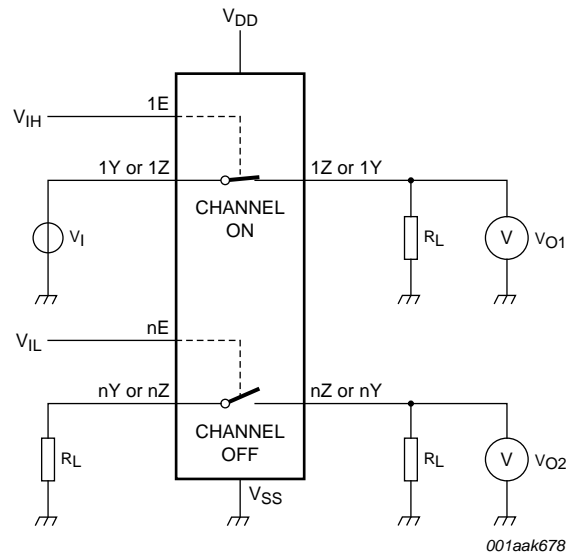 VDD
1E
VIH
1Y or 1Z
1Z or 1Y
CHANNEL
ON
VI
RL
V
VO1
nE
VIL
nY or nZ
nZ or nY
CHANNEL
OFF
RL
RL
V
VO2
VSS
001aak678